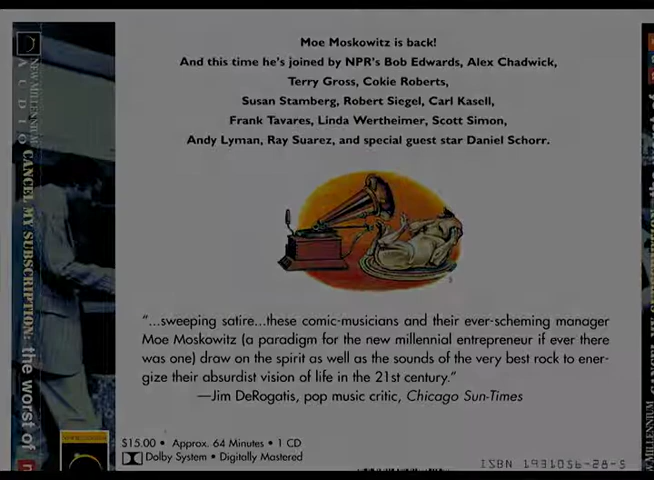 Moe Moskowitz is back!
And this time he's joined by NPR's Bob Edwards, Alex Chadwick,
Terry Gross, Cokie Roberts,
Susan Stamberg, Robert Siegel, Carl Kasell,
Frank Tavares, Linda Wertheimer, Scott Simon,
Andy Lyman, Ray Suarez, and special guest star Daniel Schorr.
"...sweeping satire...these comic-musicians and their ever-scheming manager
Moe Moskowitz (a paradigm for the new millennial entrepreneur if ever there
was one) draw on the spirit as well as the sounds of the very best rock to ener-
gize their absurdist vision of life in the 21st century."
—Jim DeRogatis, pop music critic, Chicago Sun-Times
$15.00 • Approx. 64 Minutes • 1 CD
Dolby System • Digitally Mastered
ISBN 1931056-28-5
NEW MILLENNIUM
AUDIO
CANCEL MY SUBSCRIPTION: the worst of